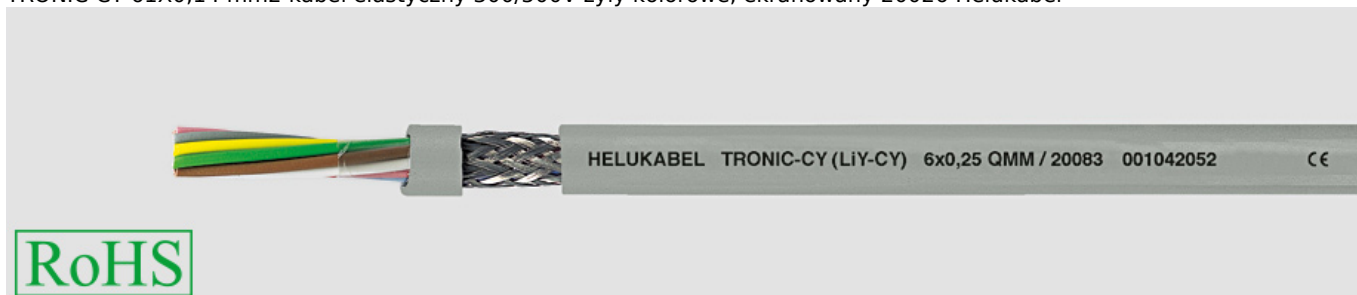 HELUKABEL TRONIC-CY (LiY-CY) 6x0,25 QMM / 20083 001042052 CE
RoHS